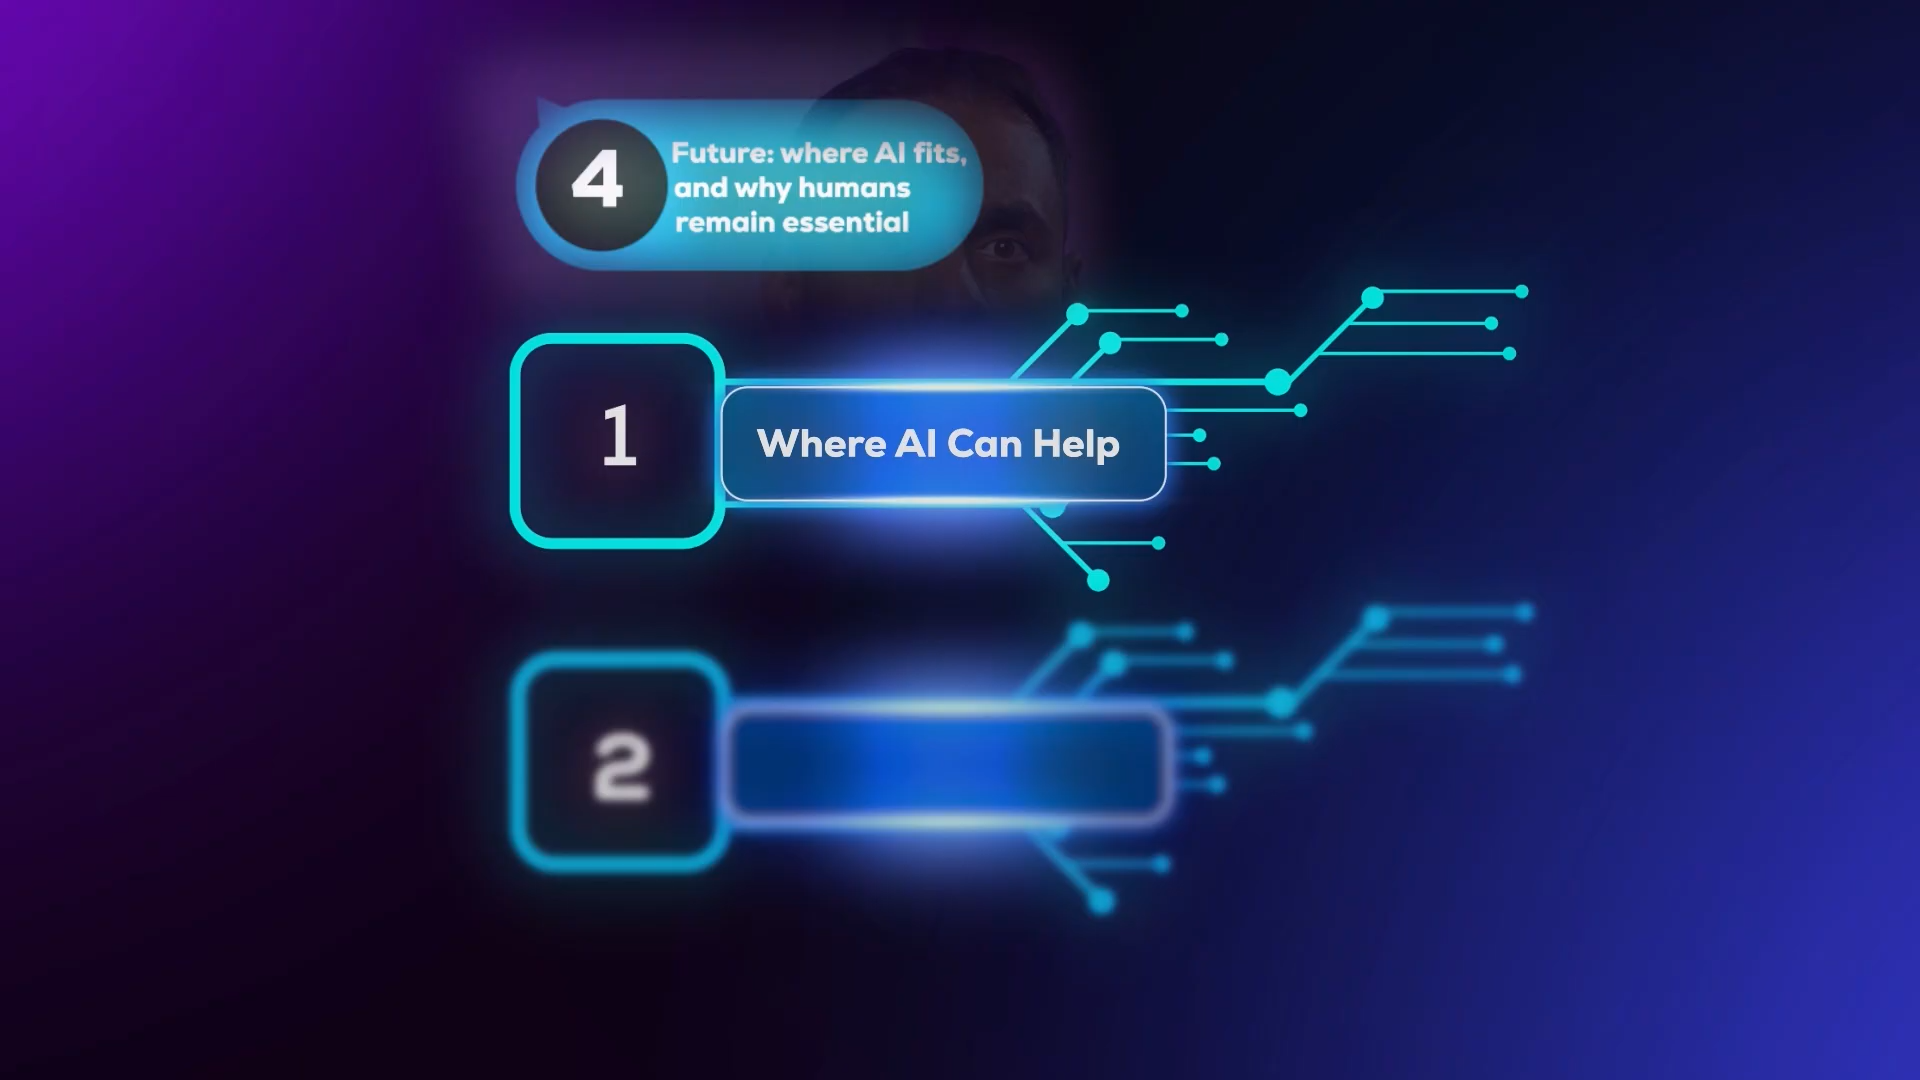 4
Future: where AI fits,
and why humans
remain essential
1
Where AI Can Help
2